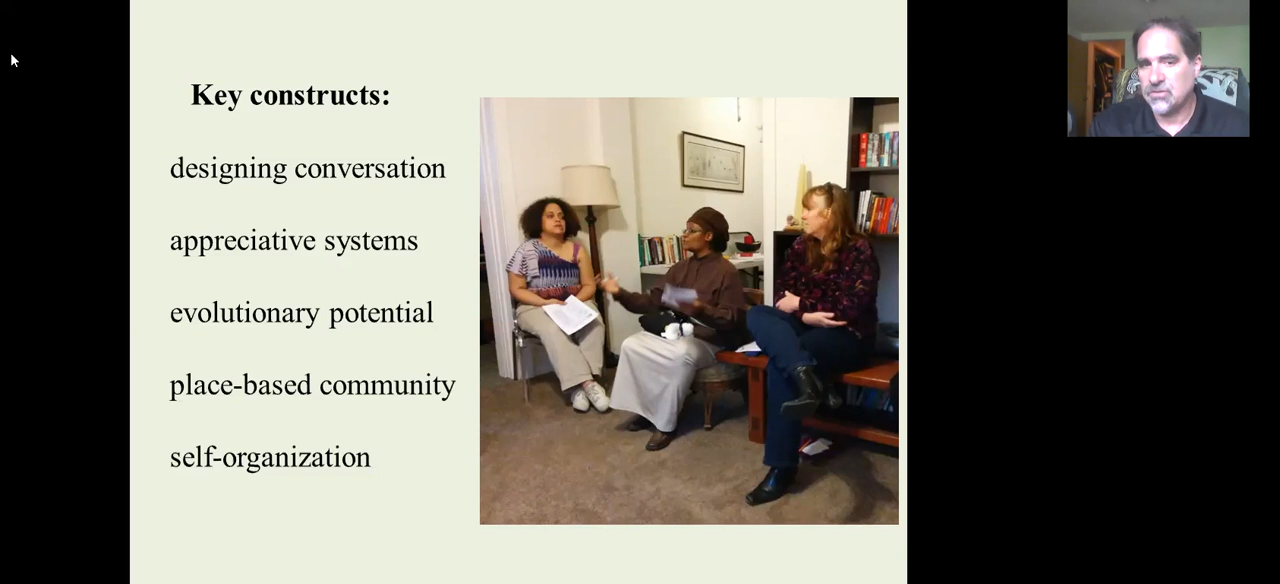 Key constructs:
designing conversation
appreciative systems
evolutionary potential
place-based community
self-organization